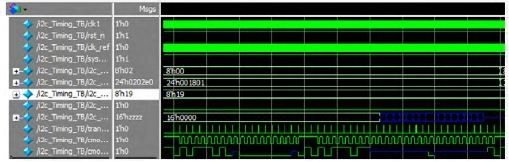 Msgs
/i2c_Timing_TB/clk1 1'h0
/i2c_Timing_TB/rst_n 1'h1
/i2c_Timing_TB/clk_ref 1'h0
/i2c_Timing_TB/sys... 1'h1
/i2c_Timing_TB/i2c_... 8'h02 8'h00
/i2c_Timing_TB/i2c_... 24'h0202e0 24'h001801
/i2c_Timing_TB/i2c_... 8'h19 8'h19
/i2c_Timing_TB/i2c_... 1'h0
/i2c_Timing_TB/i2c_... 16'hzzzz 16'h0000
/i2c_Timing_TB/tran... 1'h0
/i2c_Timing_TB/cmo... 1'h0
/i2c_Timing_TB/cmo... 1'h0